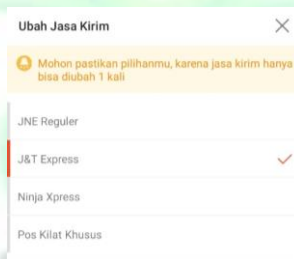 Ubah Jasa Kirim
Mohon pastikan pilihanmu, karena jasa kirim hanya
bisa diubah 1 kali
JNE Reguler
J&T Express
Ninja Xpress
Pos Kilat Khusus